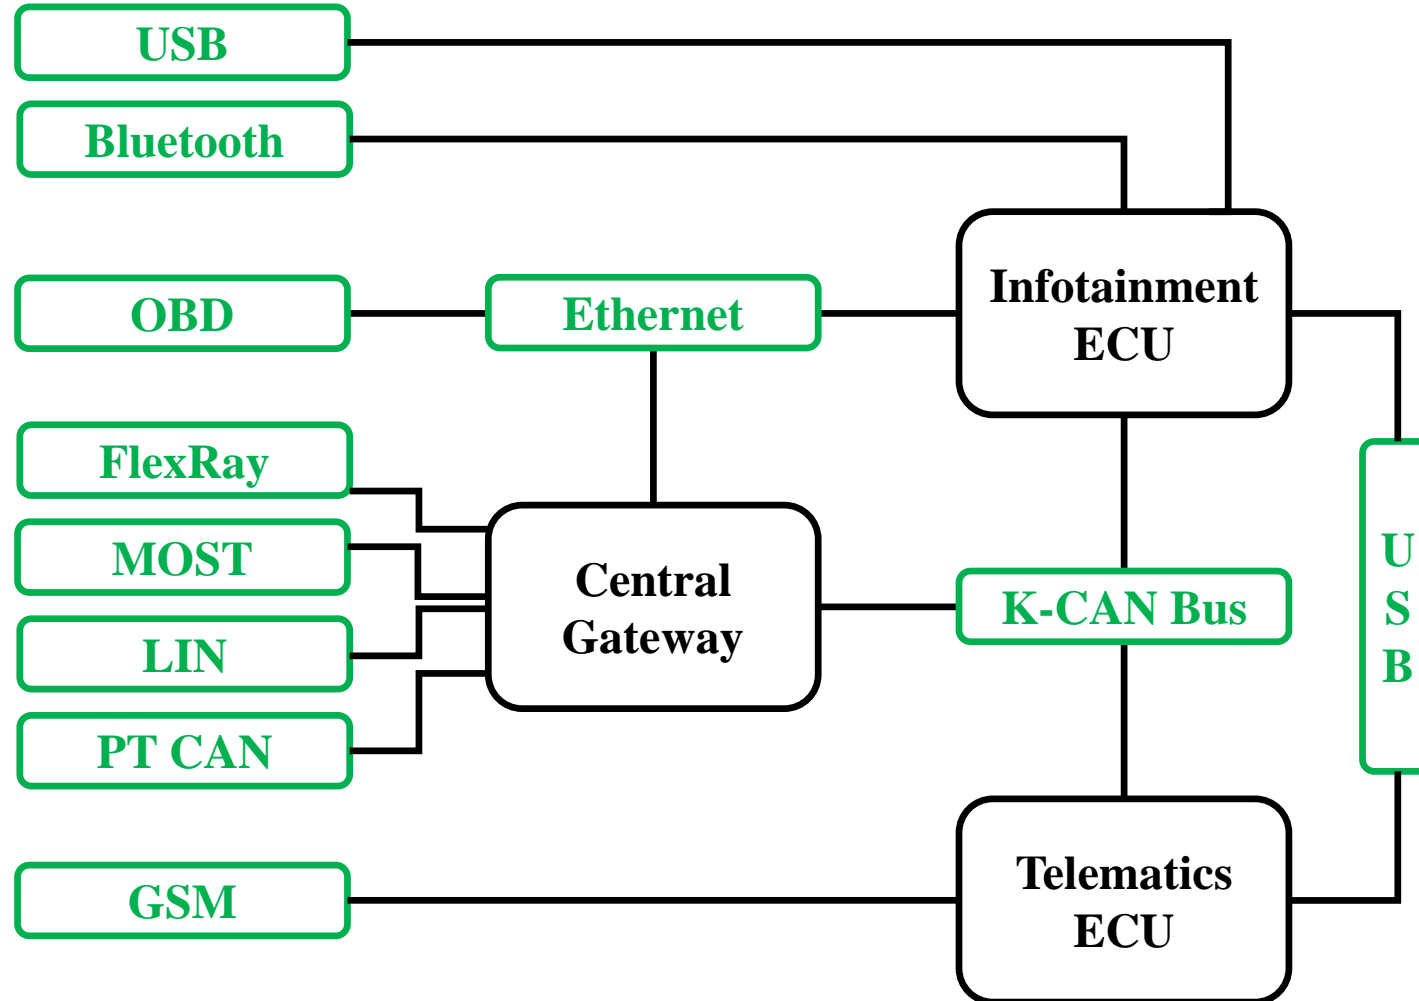 USB
Bluetooth
OBD
Ethernet
Infotainment
ECU
FlexRay
MOST
LIN
PT CAN
Central
Gateway
K-CAN Bus
U
S
B
GSM
Telematics
ECU